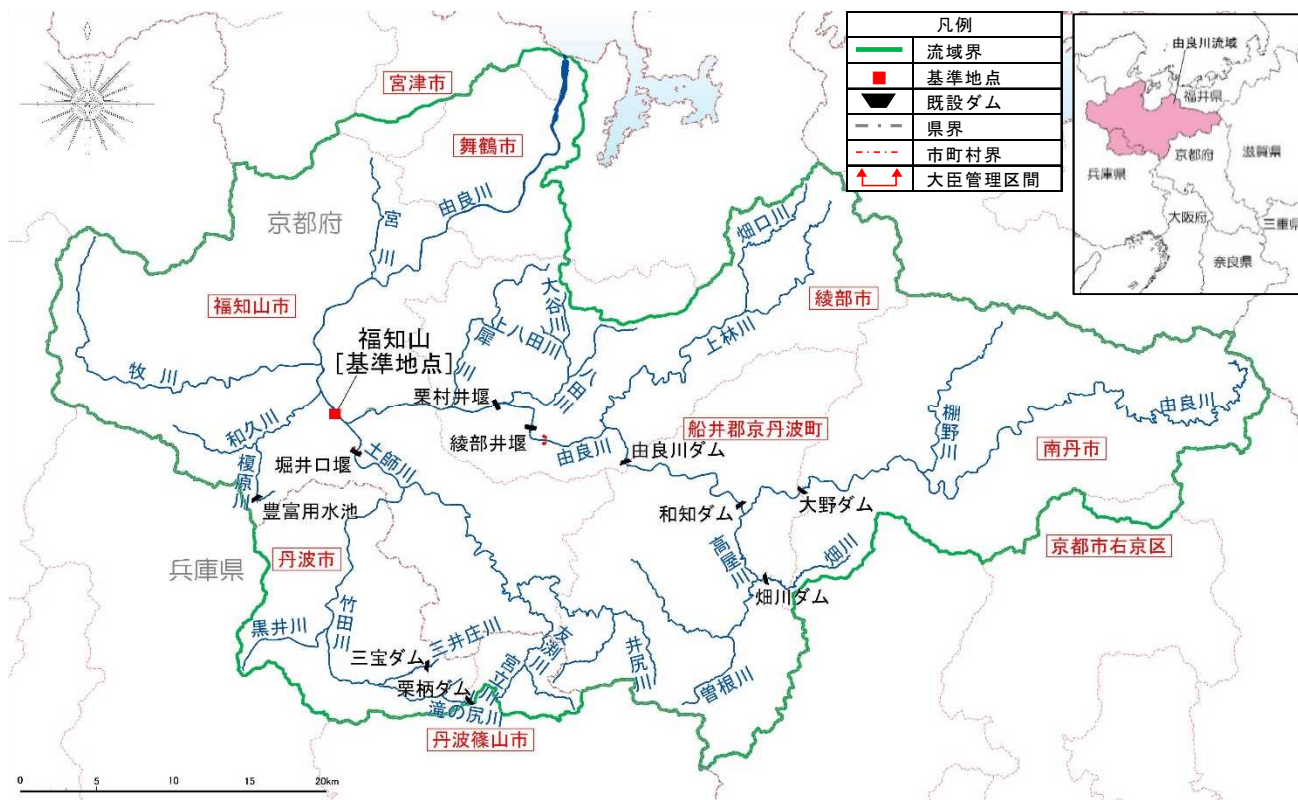 凡例
流域界
基準地点
既設ダム
県界
市町村界
大臣管理区間
由良川流域
福井県
京都府
滋賀県
兵庫県
大阪府
三重県
奈良県
宮津市
舞鶴市
京都府
宮川
由良川
福知山市
福知山
[基準地点]
牧川
和久川
榎原川
豊富用水池
堀井口堰
土師川
大谷川
上八田川
犀川
八田川
栗村井堰
綾部井堰
由良川
畑口川
綾部市
上林川
船井郡京丹波町
由良川ダム
棚野川
由良川
南丹市
和知ダム
大野ダム
京都市右京区
高屋川
畑川
畑川ダム
兵庫県
丹波市
黒井川
竹田川
三宝ダム
三井庄川
栗柄ダム
宮立川
友渕川
井尻川
曽根川
滝の尻川
丹波篠山市
0 5 10 15 20km